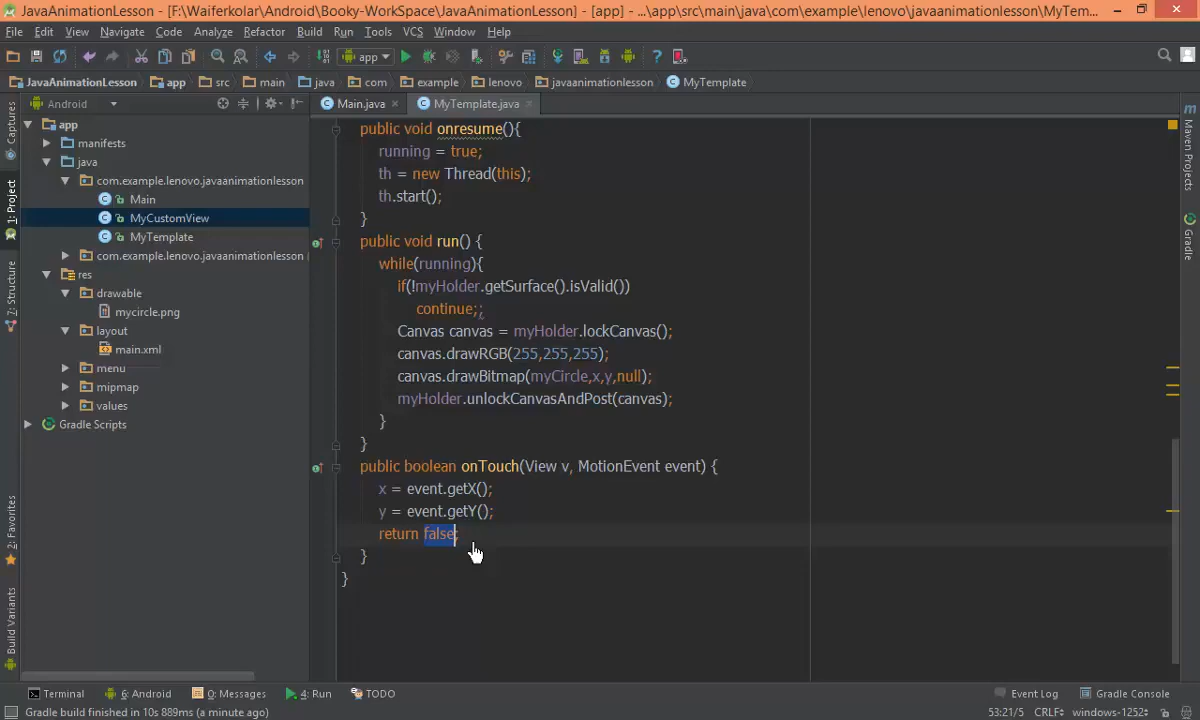 JavaAnimationLesson - [F:\Waiferkolar\Android\Booky-WorkSpace\JavaAnimationLesson] - [app] - ...\app\src\main\java\com\example\lenovo\javaanimationlesson\MyTem...
File Edit View Navigate Code Analyze Refactor Build Run Tools VCS Window Help
app
JavaAnimationLesson app src main java com example lenovo javaanimationlesson MyTemplate
Android
Main.java MyTemplate.java
Captures
1: Project
7: Structure
2: Favorites
Build Variants
app
manifests
java
com.example.lenovo.javaanimationlesson
Main
MyCustomView
MyTemplate
com.example.lenovo.javaanimationlesson
res
drawable
mycircle.png
layout
main.xml
menu
mipmap
values
Gradle Scripts
public void onresume(){
running = true;
th = new Thread(this);
th.start();
}
public void run() {
while(running){
if(!myHolder.getSurface().isValid())
continue;;
Canvas canvas = myHolder.lockCanvas();
canvas.drawRGB(255,255,255);
canvas.drawBitmap(myCircle,x,y,null);
myHolder.unlockCanvasAndPost(canvas);
}
}
public boolean onTouch(View v, MotionEvent event) {
x = event.getX();
y = event.getY();
return false;
}
}
Maven Projects
Gradle
Terminal 6: Android 0: Messages 4: Run TODO Event Log Gradle Console
Gradle build finished in 10s 889ms (a minute ago) 53:21/5 CRLF windows-1252